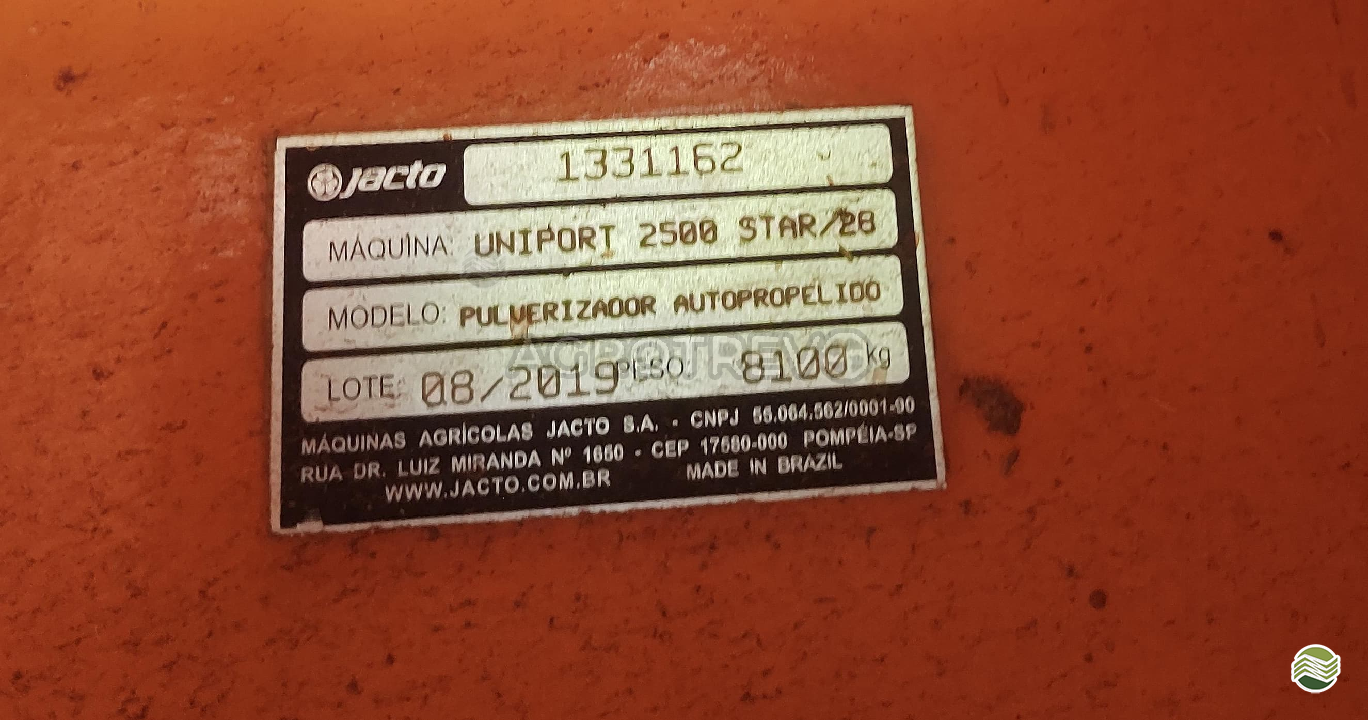 Jacto 1331162
MÁQUINA: UNIPORT 2500 STAR/28
MODELO: PULVERIZADOR AUTOPROPELIDO
LOTE: 08/2019 PESO: 8100 kg
MÁQUINAS AGRÍCOLAS JACTO S.A. - CNPJ 55.064.562/0001-90
RUA DR. LUIZ MIRANDA Nº 1650 - CEP 17580-000 POMPÉIA-SP
WWW.JACTO.COM.BR MADE IN BRAZIL
AGROTREVO